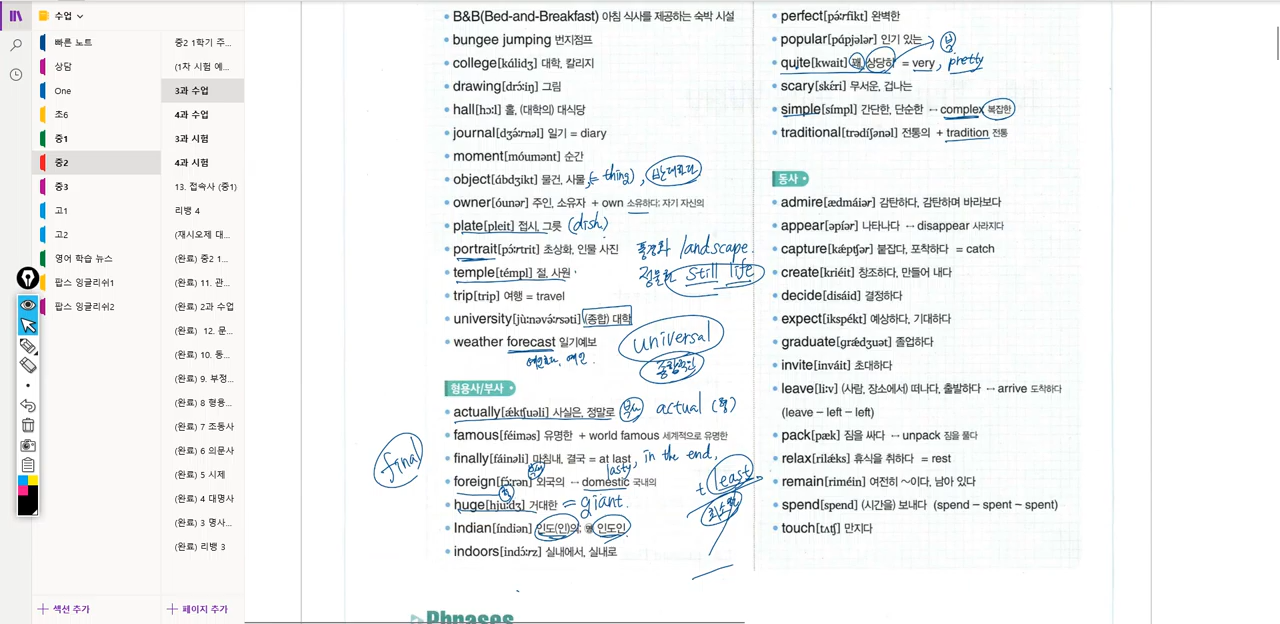 수업
빠른 노트
상담
One
초6
중1
중2
중3
고1
고2
영어 학습 뉴스
팝스 잉글리쉬1
팝스 잉글리쉬2
섹션 추가
중2 1학기 주...
(1차 시험 예...
3과 수업
4과 수업
3과 시험
4과 시험
13. 접속사 (중1)
리뱅 4
(재시오제 대...
(완료) 중2 1...
(완료) 11. 관...
(완료) 2과 수업
(완료) 12. 문...
(완료) 10. 동...
(완료) 9. 부정...
(완료) 8 형용...
(완료) 7 조동사
(완료) 6 의문사
(완료) 5 시제
(완료) 4 대명사
(완료) 3 명사...
(완료) 리뱅 3
페이지 추가
B&B(Bed-and-Breakfast) 아침 식사를 제공하는 숙박 시설
bungee jumping 번지점프
college[kálidʒ] 대학, 칼리지
drawing[drɔ́ːiŋ] 그림
hall[hɔːl] 홀, (대학의) 대식당
journal[dʒə́ːrnəl] 일기 = diary
moment[móumənt] 순간
object[ábdʒikt] 물건, 사물 (= thing), 반대하다
owner[óunər] 주인, 소유자 + own 소유하다; 자기 자신의
plate[pleit] 접시, 그릇 (dish)
portrait[pɔ́ːrtrit] 초상화, 인물 사진 풍경화 landscape.
temple[témpl] 절, 사원 정물화 still life
trip[trip] 여행 = travel
university[jùːnəvə́ːrsəti] (종합) 대학
universal
weather forecast 일기예보
예보하다, 예언.
형용사/부사
actually[ǽktʃuəli] 사실은, 정말로 부사 actual (형)
famous[féiməs] 유명한 + world famous 세계적으로 유명한
final
finally[fáinəli] 마침내, 결국 = at last
lasty, in the end,
foreign[fɔ́ːrən] 외국의 ↔ domestic 국내의
t least
huge[hjuːdʒ] 거대한 = giant.
최소한
Indian[índiən] 인도(인)의; 명 인도인
indoors[indɔ́ːrz] 실내에서, 실내로
perfect[pə́ːrfikt] 완벽한
popular[pápjələr] 인기 있는
부
quite[kwait] 꽤, 상당히 = very, pretty
scary[skéri] 무서운, 겁나는
simple[símpl] 간단한, 단순한 ↔ complex 복잡한
traditional[trədíʃənəl] 전통의 + tradition 전통
동사
admire[ædmáiər] 감탄하다, 감탄하며 바라보다
appear[əpíər] 나타나다 ↔ disappear 사라지다
capture[kǽptʃər] 붙잡다, 포착하다 = catch
create[kriéit] 창조하다, 만들어 내다
decide[disáid] 결정하다
expect[ikspékt] 예상하다, 기대하다
graduate[grǽdʒuət] 졸업하다
invite[inváit] 초대하다
leave[liːv] (사람, 장소에서) 떠나다, 출발하다 ↔ arrive 도착하다
(leave – left – left)
pack[pæk] 짐을 싸다 ↔ unpack 짐을 풀다
relax[rilǽks] 휴식을 취하다 = rest
remain[riméin] 여전히 ~이다, 남아 있다
spend[spend] (시간을) 보내다 (spend – spent – spent)
touch[tʌtʃ] 만지다
Phrases